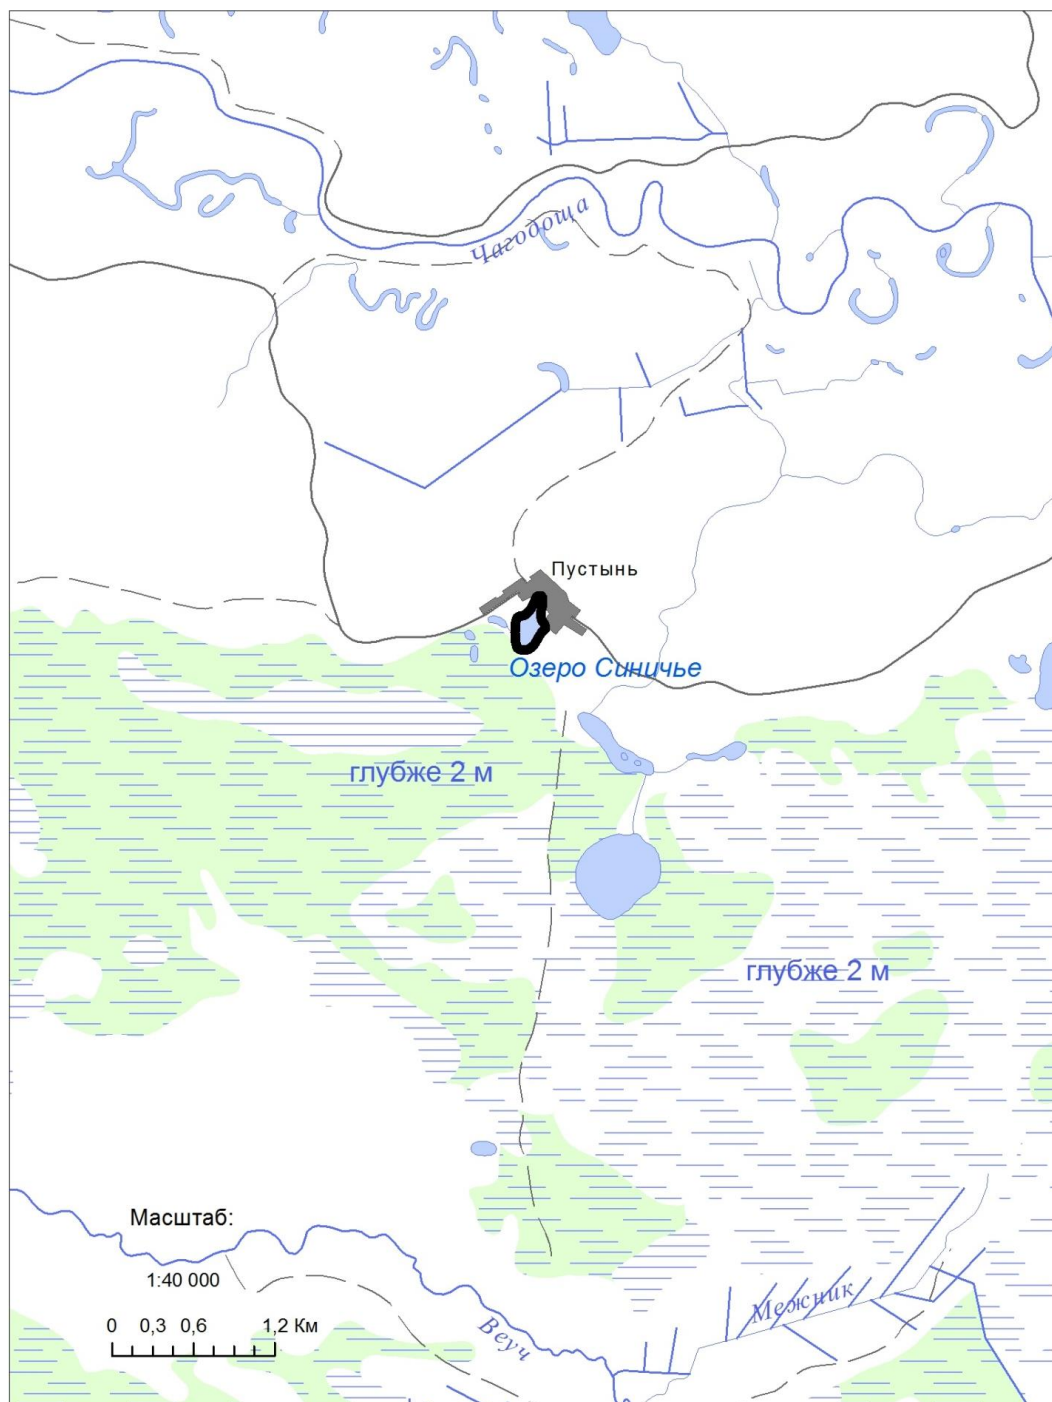 Чагодоща
Пустынь
Озеро Синичье
глубже 2 м
глубже 2 м
Масштаб:
1:40 000
0 0,3 0,6 1,2 Км
Веуч
Межник